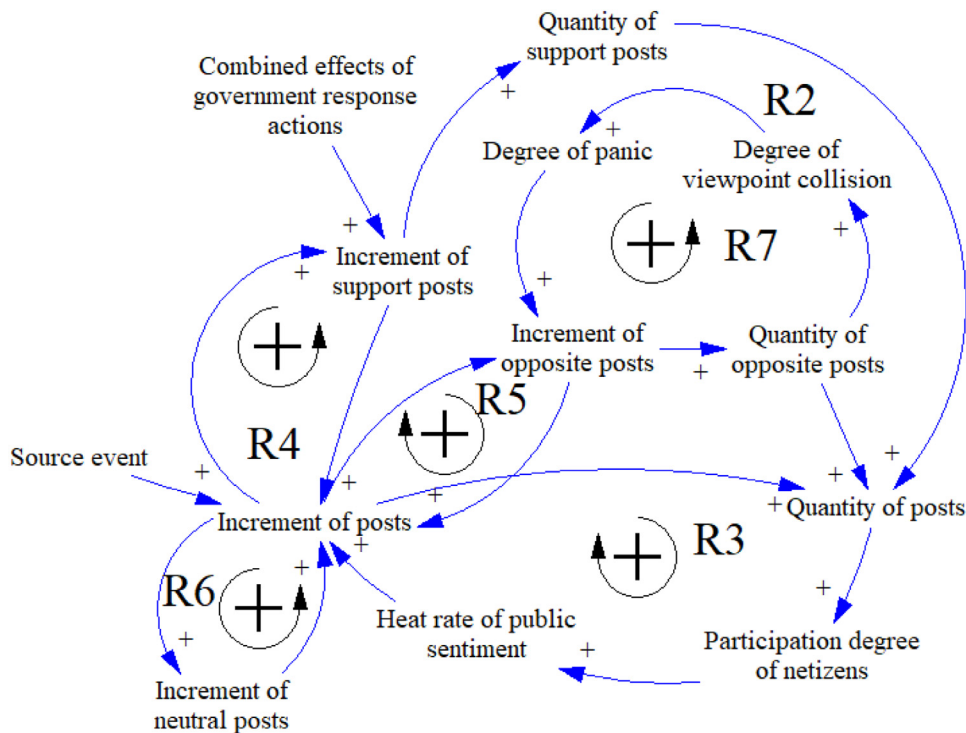 Quantity of
support posts
Combined effects of
government response
actions
+
R2
+
Degree of panic
Degree of
viewpoint collision
+
+
R7
+
+
Increment of
support posts
+
Increment of
opposite posts
+
Quantity of
opposite posts
+
R5
R4
Source event
+
+
+
+
+
+
Increment of posts
Quantity of posts
+
R3
+
R6
+
Heat rate of public
sentiment
+
+
Participation degree
of netizens
Increment of
neutral posts